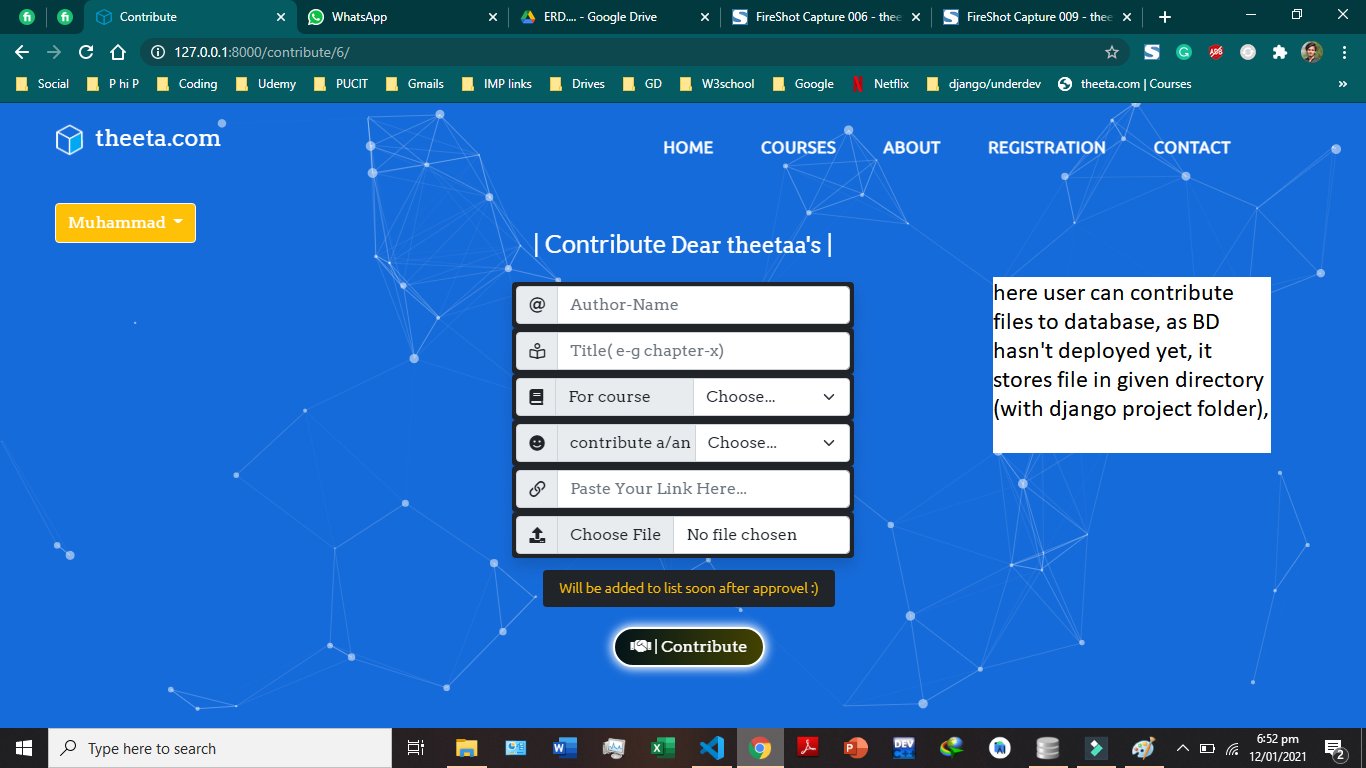 Contribute
WhatsApp
ERD.... - Google Drive
FireShot Capture 006 - thee
FireShot Capture 009 - thee
127.0.0.1:8000/contribute/6/
Social
P hi P
Coding
Udemy
PUCIT
Gmails
IMP links
Drives
GD
W3school
Google
Netflix
django/underdev
theeta.com | Courses
»
theeta.com
HOME
COURSES
ABOUT
REGISTRATION
CONTACT
Muhammad
| Contribute Dear theetaa's |
@ Author-Name
Title( e-g chapter-x)
For course Choose...
contribute a/an Choose...
Paste Your Link Here...
Choose File No file chosen
Will be added to list soon after approvel :)
| Contribute
here user can contribute
files to database, as BD
hasn't deployed yet, it
stores file in given directory
(with django project folder),
Type here to search
6:52 pm
12/01/2021
2